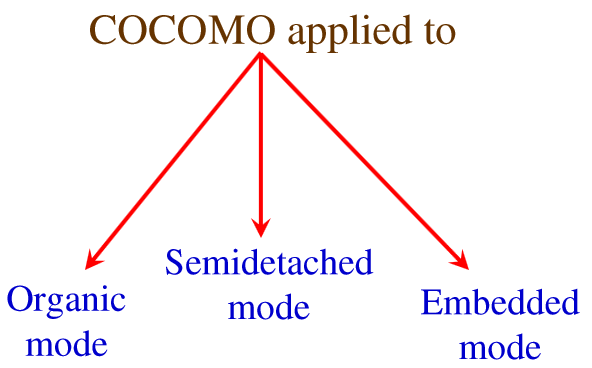 COCOMO applied to
Semidetached
mode
Organic
mode
Embedded
mode